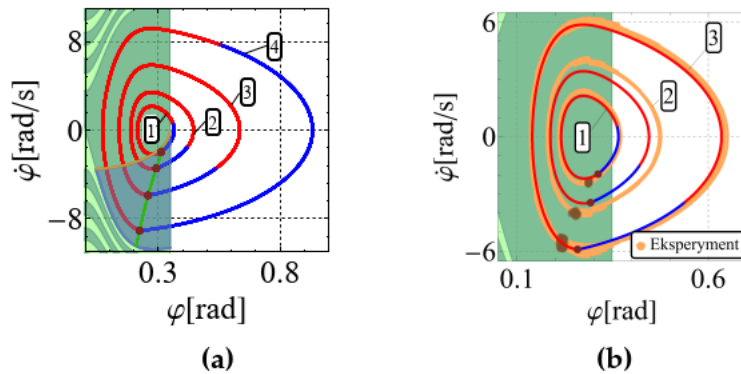 (a)
8
0
−8
φ̇[rad/s]
1
2
3
4
0.3
0.8
φ[rad]
(a)
(b)
6
0
−6
φ̇[rad/s]
1
2
3
Eksperyment
0.1
0.6
φ[rad]
(b)